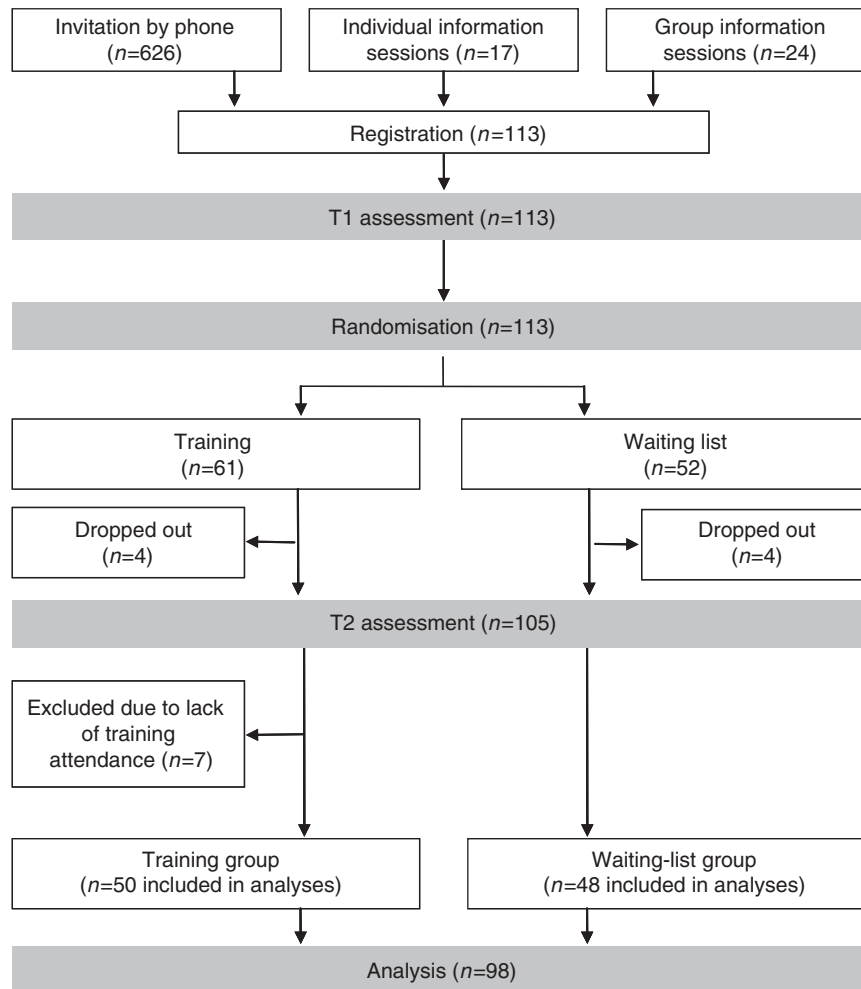 Invitation by phone
(n=626)
Individual information
sessions (n=17)
Group information
sessions (n=24)
Registration (n=113)
T1 assessment (n=113)
Randomisation (n=113)
Training
(n=61)
Waiting list
(n=52)
Dropped out
(n=4)
Dropped out
(n=4)
T2 assessment (n=105)
Excluded due to lack
of training
attendance (n=7)
Training group
(n=50 included in analyses)
Waiting-list group
(n=48 included in analyses)
Analysis (n=98)